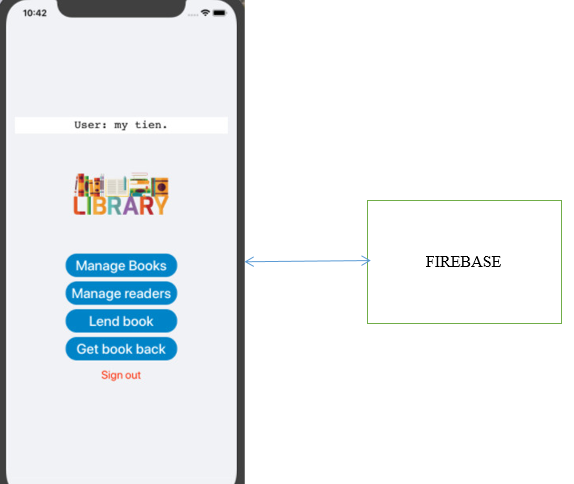 10:42
User: my tien.
LIBRARY
Manage Books
Manage readers
Lend book
Get book back
Sign out
FIREBASE